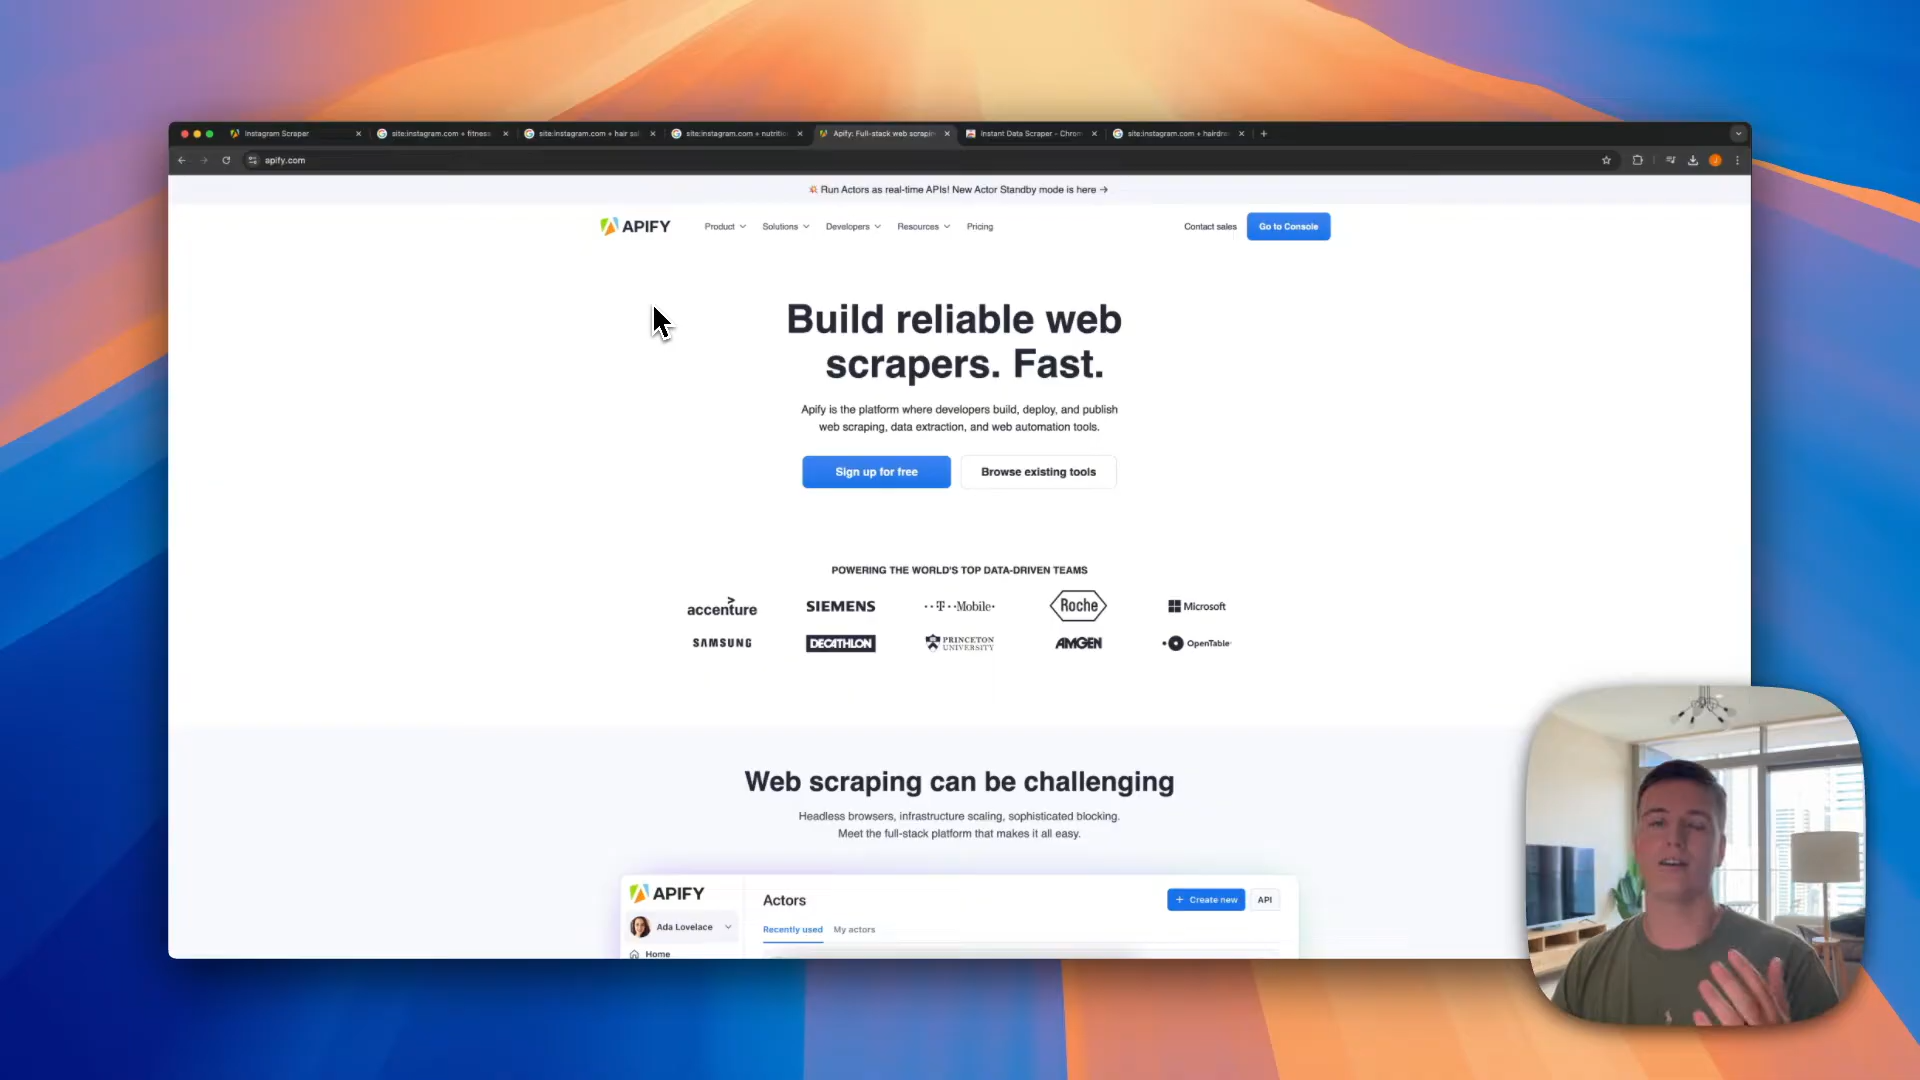 Instagram Scraper
site:instagram.com + fitness
site:instagram.com + hair sal
site:instagram.com + nutritio
Apify: Full-stack web scrapin
Instant Data Scraper - Chrom
site:instagram.com + hairdre
apify.com
Run Actors as real-time APIs! New Actor Standby mode is here →
APIFY
Product
Solutions
Developers
Resources
Pricing
Contact sales
Go to Console
Build reliable web
scrapers. Fast.
Apify is the platform where developers build, deploy, and publish
web scraping, data extraction, and web automation tools.
Sign up for free
Browse existing tools
POWERING THE WORLD'S TOP DATA-DRIVEN TEAMS
accenture
SIEMENS
T Mobile
Roche
Microsoft
SAMSUNG
DECATHLON
PRINCETON
UNIVERSITY
AMGEN
OpenTable
Web scraping can be challenging
Headless browsers, infrastructure scaling, sophisticated blocking.
Meet the full-stack platform that makes it all easy.
APIFY
Actors
+ Create new
API
Ada Lovelace
Recently used
My actors
Home